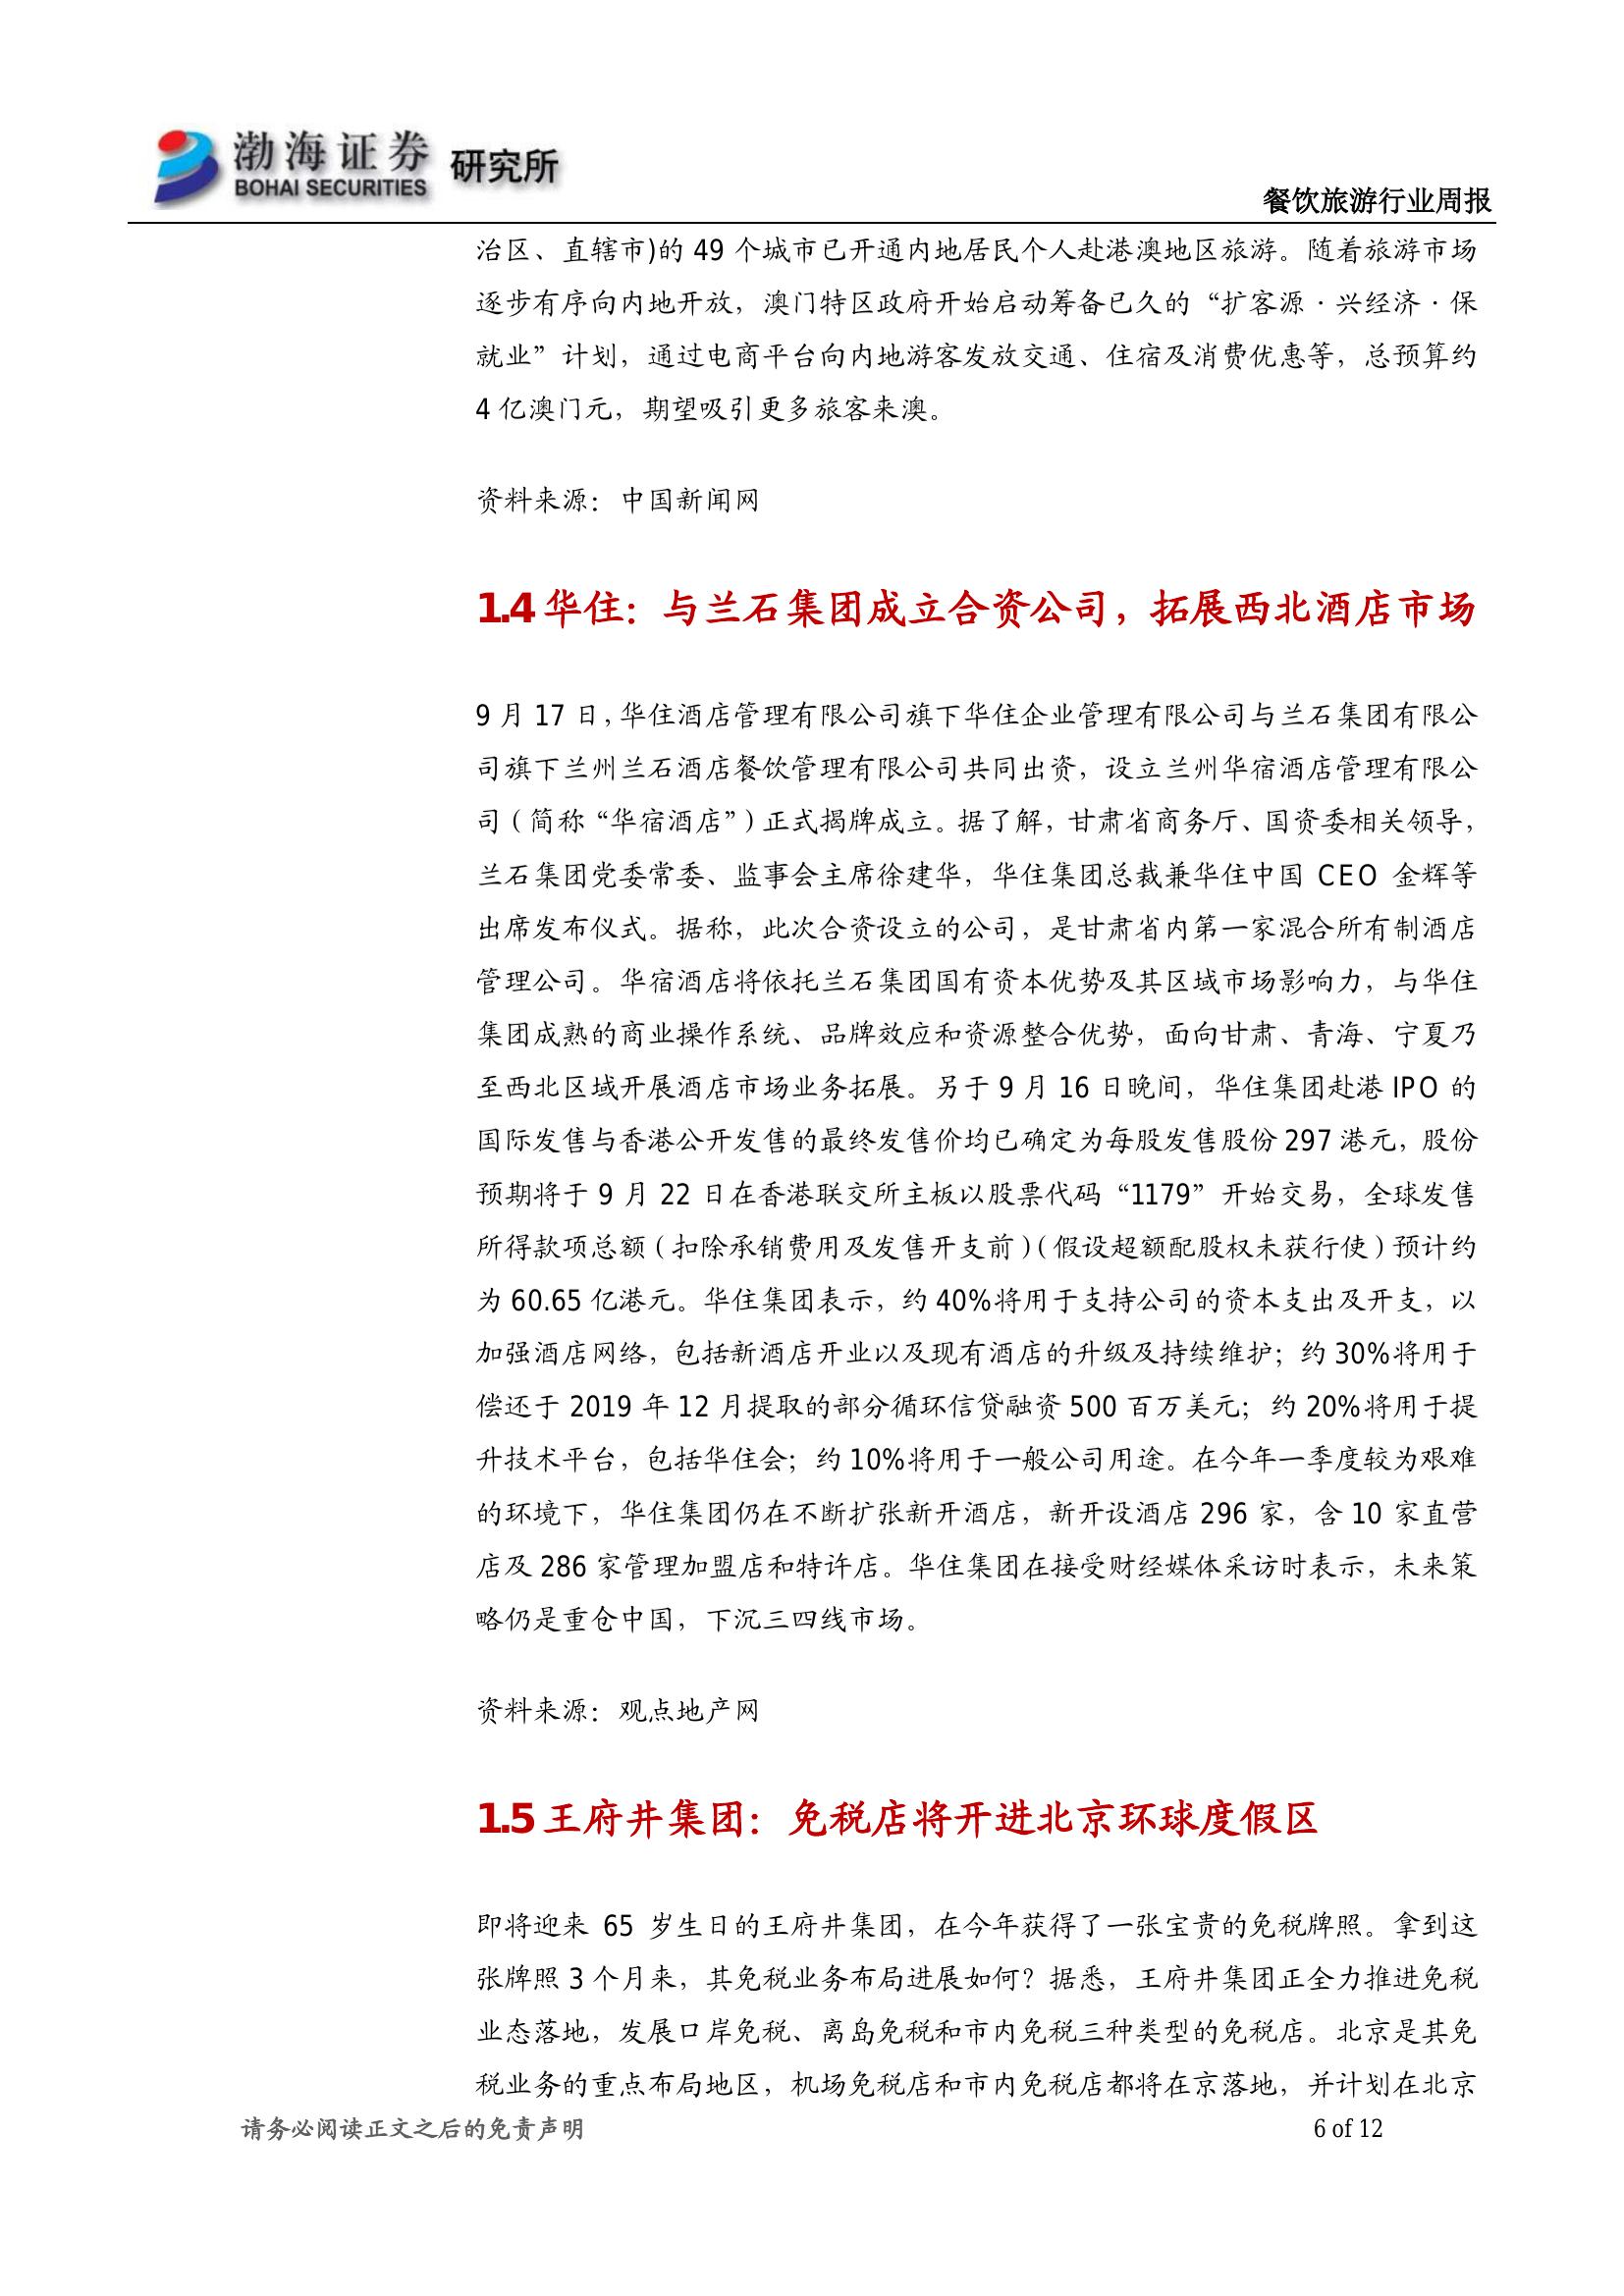 渤海证券 研究所
BOHAI SECURITIES
餐饮旅游行业周报
治区、直辖市)的 49 个城市已开通内地居民个人赴港澳地区旅游。随着旅游市场
逐步有序向内地开放，澳门特区政府开始启动筹备已久的“扩客源·兴经济·保
就业”计划，通过电商平台向内地游客发放交通、住宿及消费优惠等，总预算约
4 亿澳门元，期望吸引更多旅客来澳。
资料来源：中国新闻网
1.4 华住：与兰石集团成立合资公司，拓展西北酒店市场
9 月 17 日，华住酒店管理有限公司旗下华住企业管理有限公司与兰石集团有限公
司旗下兰州兰石酒店餐饮管理有限公司共同出资，设立兰州华宿酒店管理有限公
司（简称“华宿酒店”）正式揭牌成立。据了解，甘肃省商务厅、国资委相关领导，
兰石集团党委常委、监事会主席徐建华，华住集团总裁兼华住中国 CEO 金辉等
出席发布仪式。据称，此次合资设立的公司，是甘肃省内第一家混合所有制酒店
管理公司。华宿酒店将依托兰石集团国有资本优势及其区域市场影响力，与华住
集团成熟的商业操作系统、品牌效应和资源整合优势，面向甘肃、青海、宁夏乃
至西北区域开展酒店市场业务拓展。另于 9 月 16 日晚间，华住集团赴港 IPO 的
国际发售与香港公开发售的最终发售价均已确定为每股发售股份 297 港元，股份
预期将于 9 月 22 日在香港联交所主板以股票代码“1179”开始交易，全球发售
所得款项总额（扣除承销费用及发售开支前）（假设超额配股权未获行使）预计约
为 60.65 亿港元。华住集团表示，约 40%将用于支持公司的资本支出及开支，以
加强酒店网络，包括新酒店开业以及现有酒店的升级及持续维护；约 30%将用于
偿还于 2019 年 12 月提取的部分循环信贷融资 500 百万美元；约 20%将用于提
升技术平台，包括华住会；约 10%将用于一般公司用途。在今年一季度较为艰难
的环境下，华住集团仍在不断扩张新开酒店，新开设酒店 296 家，含 10 家直营
店及 286 家管理加盟店和特许店。华住集团在接受财经媒体采访时表示，未来策
略仍是重仓中国，下沉三四线市场。
资料来源：观点地产网
1.5 王府井集团：免税店将开进北京环球度假区
即将迎来 65 岁生日的王府井集团，在今年获得了一张宝贵的免税牌照。拿到这
张牌照 3 个月来，其免税业务布局进展如何？据悉，王府井集团正全力推进免税
业态落地，发展口岸免税、离岛免税和市内免税三种类型的免税店。北京是其免
税业务的重点布局地区，机场免税店和市内免税店都将在京落地，并计划在北京
请务必阅读正文之后的免责声明 6 of 12